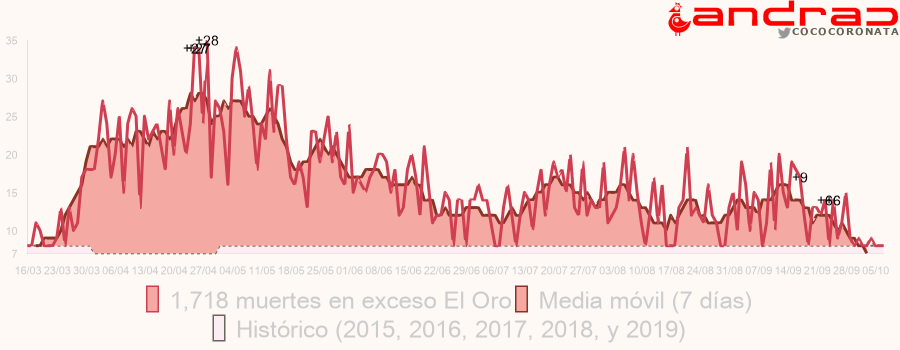 andrac
COCOCORONATA
+28
+27
35
30
25
20
15
10
7
+9
+6
16/03 23/03 30/03 06/04 13/04 20/04 27/04 04/05 11/05 18/05 25/05 01/06 08/06 15/06 22/06 29/06 06/07 13/07 20/07 27/07 03/08 10/08 17/08 24/08 31/08 07/09 14/09 21/09 28/09 05/10
1,718 muertes en exceso El Oro Media móvil (7 días)
Histórico (2015, 2016, 2017, 2018, y 2019)